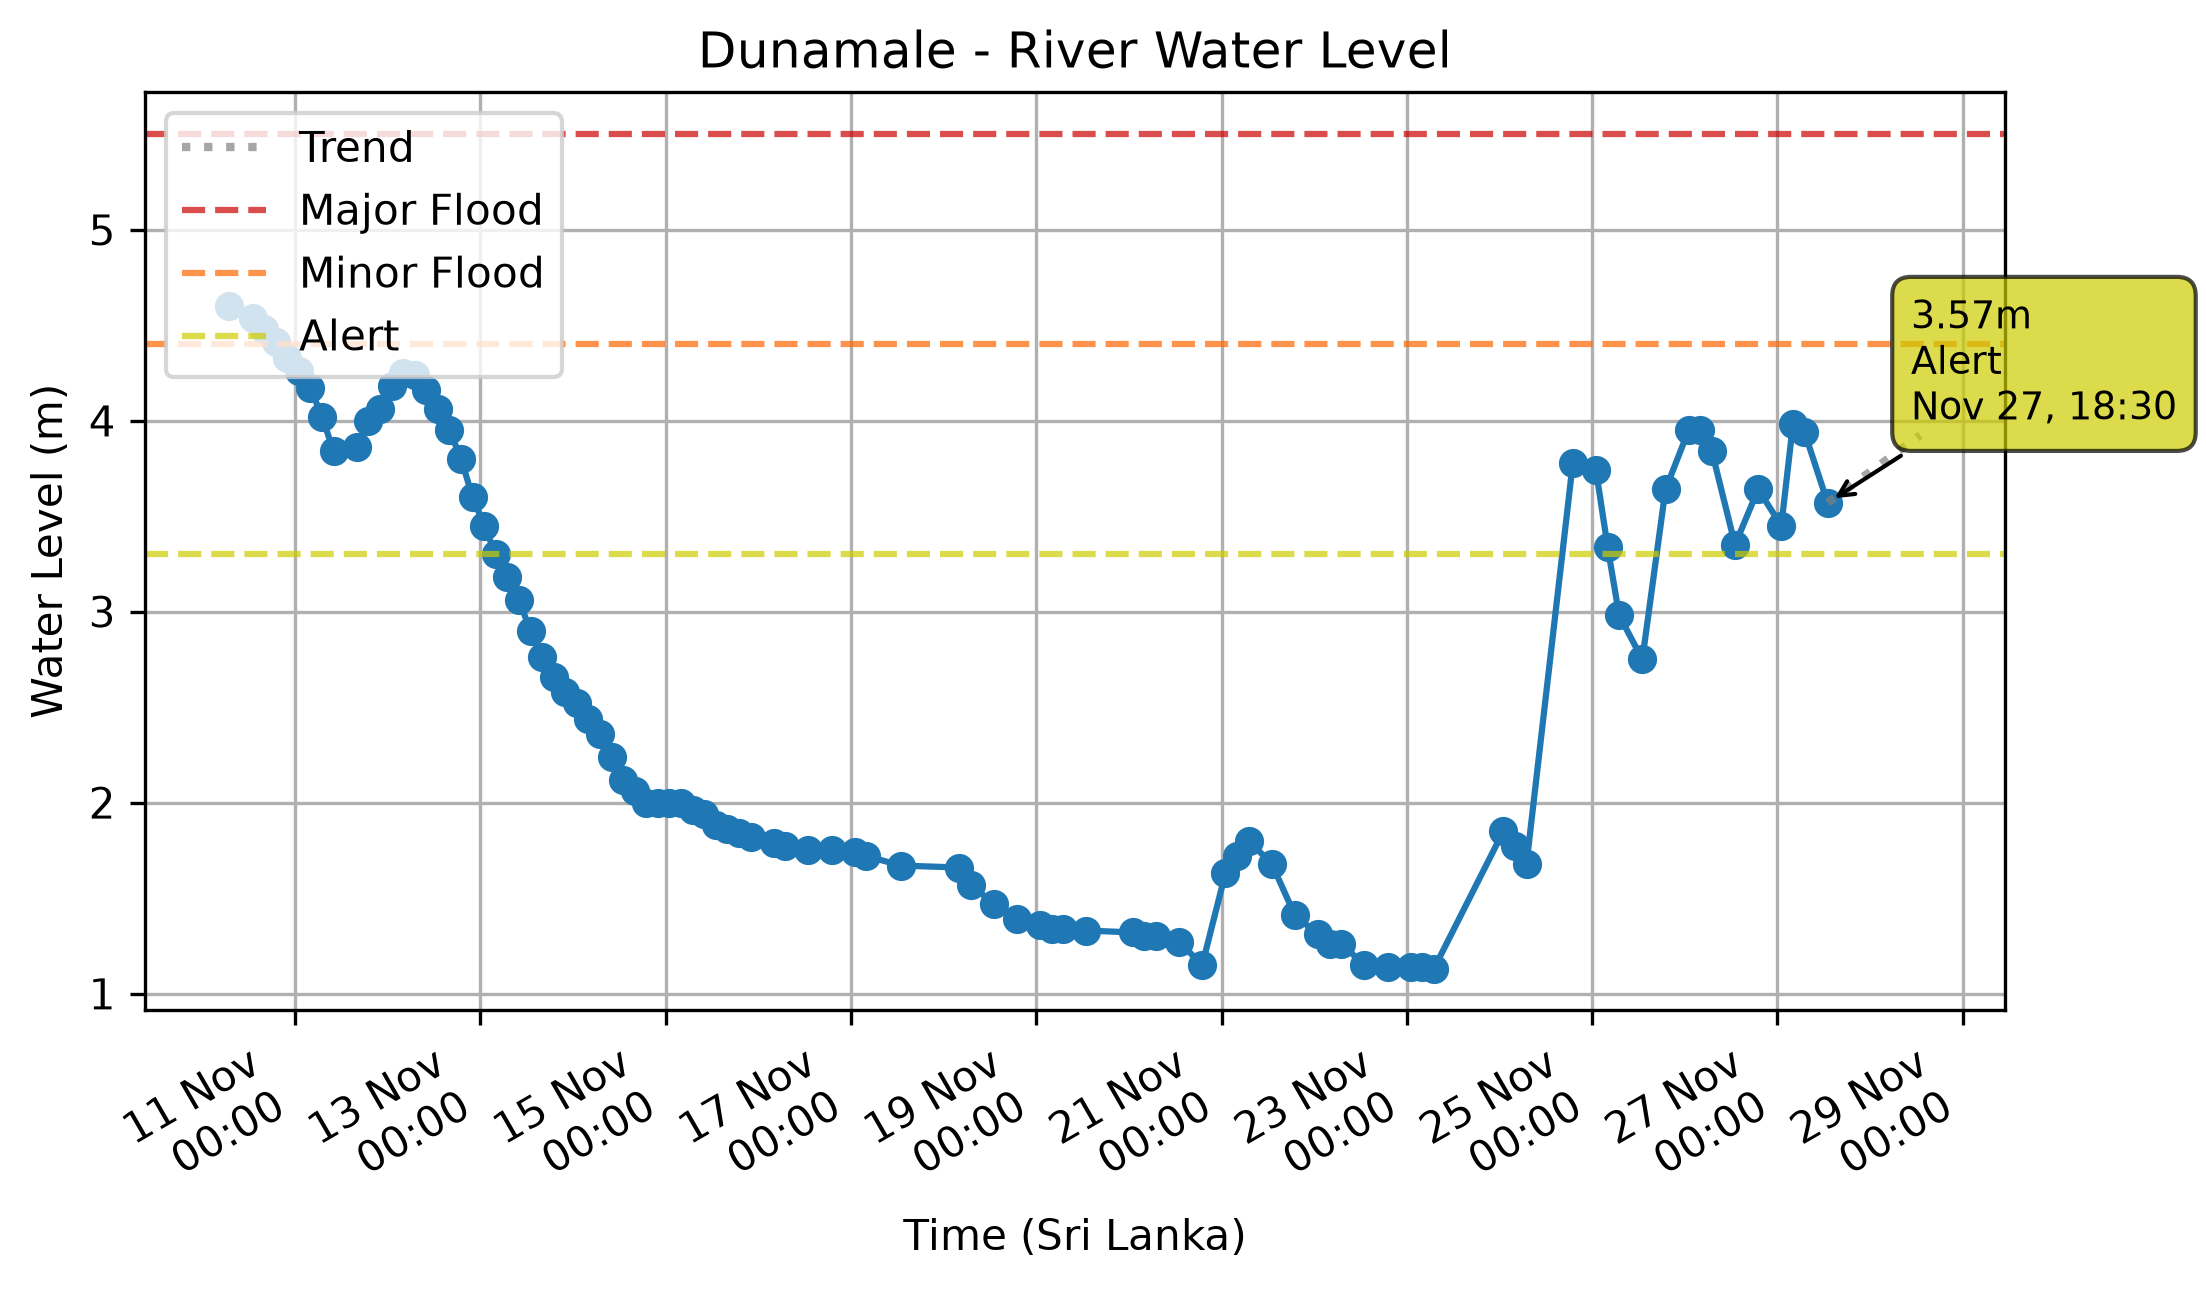 Dunamale - River Water Level
Trend
Major Flood
Minor Flood
Alert
3.57m
Alert
Nov 27, 18:30
Water Level (m)
5
4
3
2
1
11 Nov
00:00
13 Nov
00:00
15 Nov
00:00
17 Nov
00:00
19 Nov
00:00
21 Nov
00:00
23 Nov
00:00
25 Nov
00:00
27 Nov
00:00
29 Nov
00:00
Time (Sri Lanka)